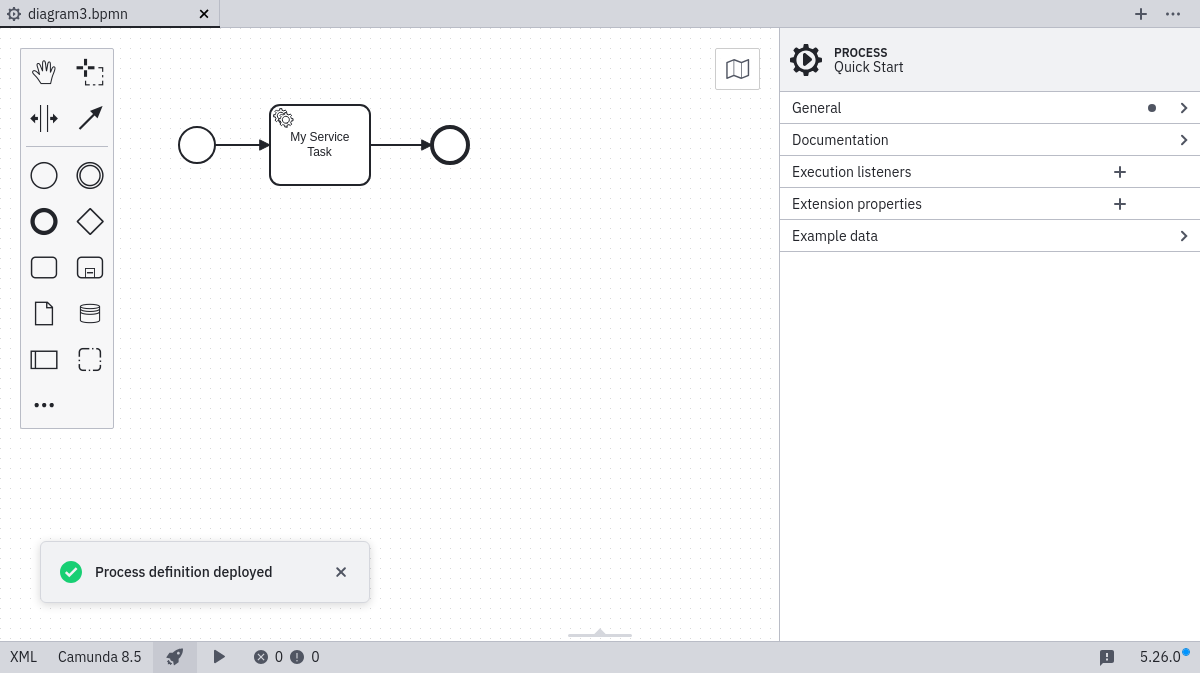 diagram3.bpmn
PROCESS
Quick Start
General
Documentation
Execution listeners
Extension properties
Example data
My Service
Task
Process definition deployed
XML
Camunda 8.5
0
0
5.26.0